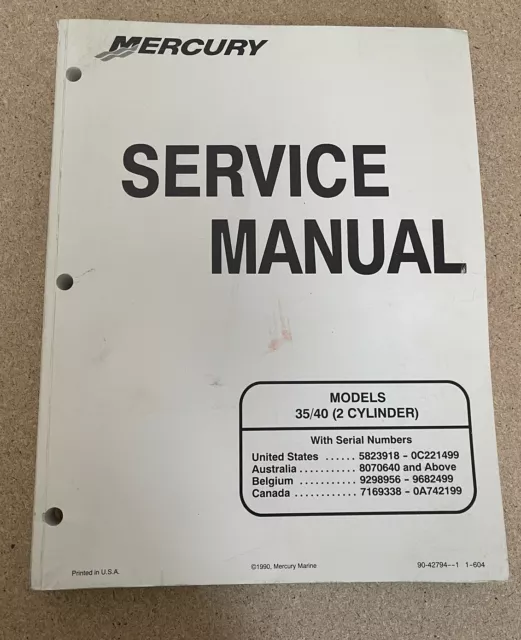 MERCURY
SERVICE
MANUAL
MODELS
35/40 (2 CYLINDER)
With Serial Numbers
United States ...... 5823918 - 0C221499
Australia ........... 8070640 and Above
Belgium ........... 9298956 - 9682499
Canada ............ 7169338 - 0A742199
Printed in U.S.A.
©1990, Mercury Marine
90-42794--1 1-604